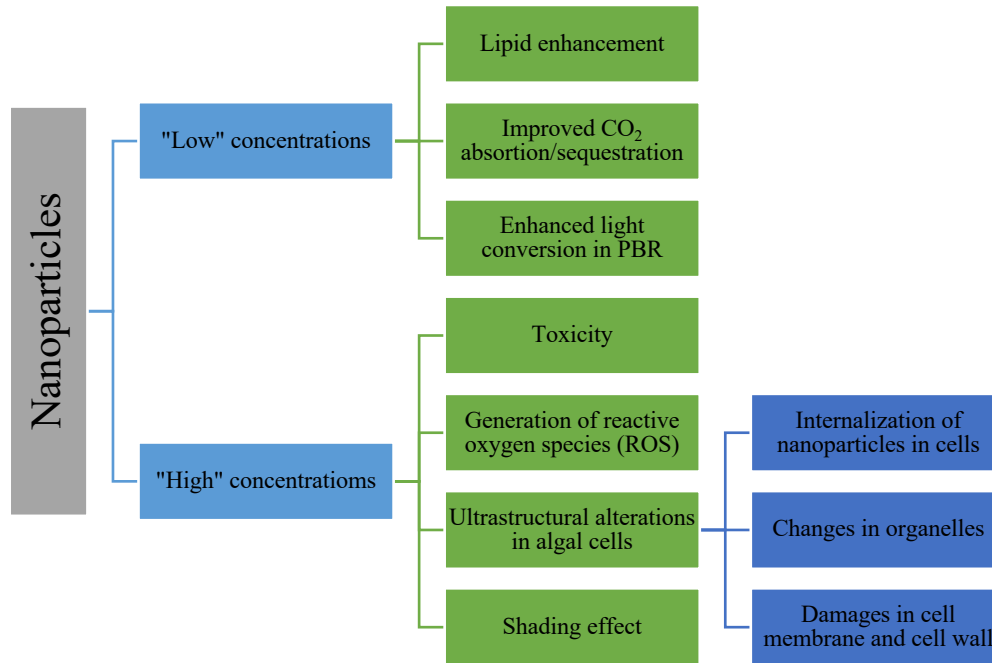 Nanoparticles
"Low" concentrations
Lipid enhancement
Improved CO₂
absortion/sequestration
Enhanced light
conversion in PBR
"High" concentratioms
Toxicity
Generation of reactive
oxygen species (ROS)
Ultrastructural alterations
in algal cells
Internalization of
nanoparticles in cells
Changes in organelles
Damages in cell
membrane and cell wall
Shading effect